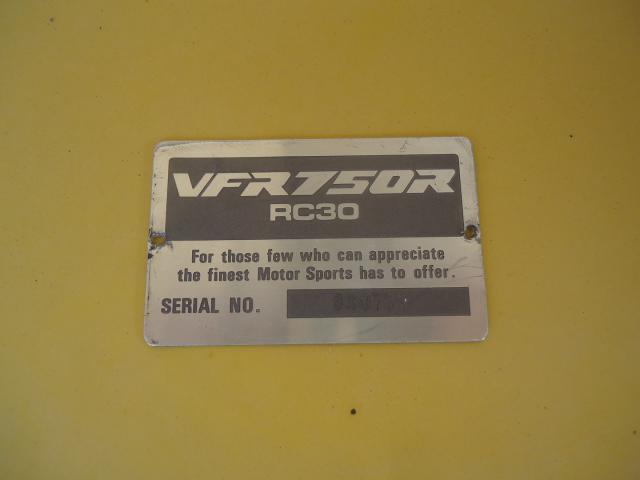 VFR750R
RC30
For those few who can appreciate
the finest Motor Sports has to offer.
SERIAL NO.